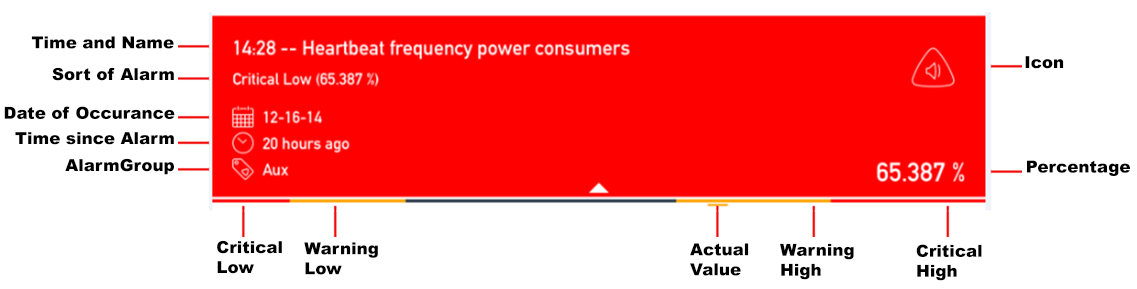 Time and Name
14:28 -- Heartbeat frequency power consumers
Icon
Sort of Alarm
Critical Low (65.387 %)
Date of Occurance
12-16-14
Time since Alarm
20 hours ago
AlarmGroup
Aux
65.387 %
Percentage
Critical
Low
Warning
Low
Actual
Value
Warning
High
Critical
High